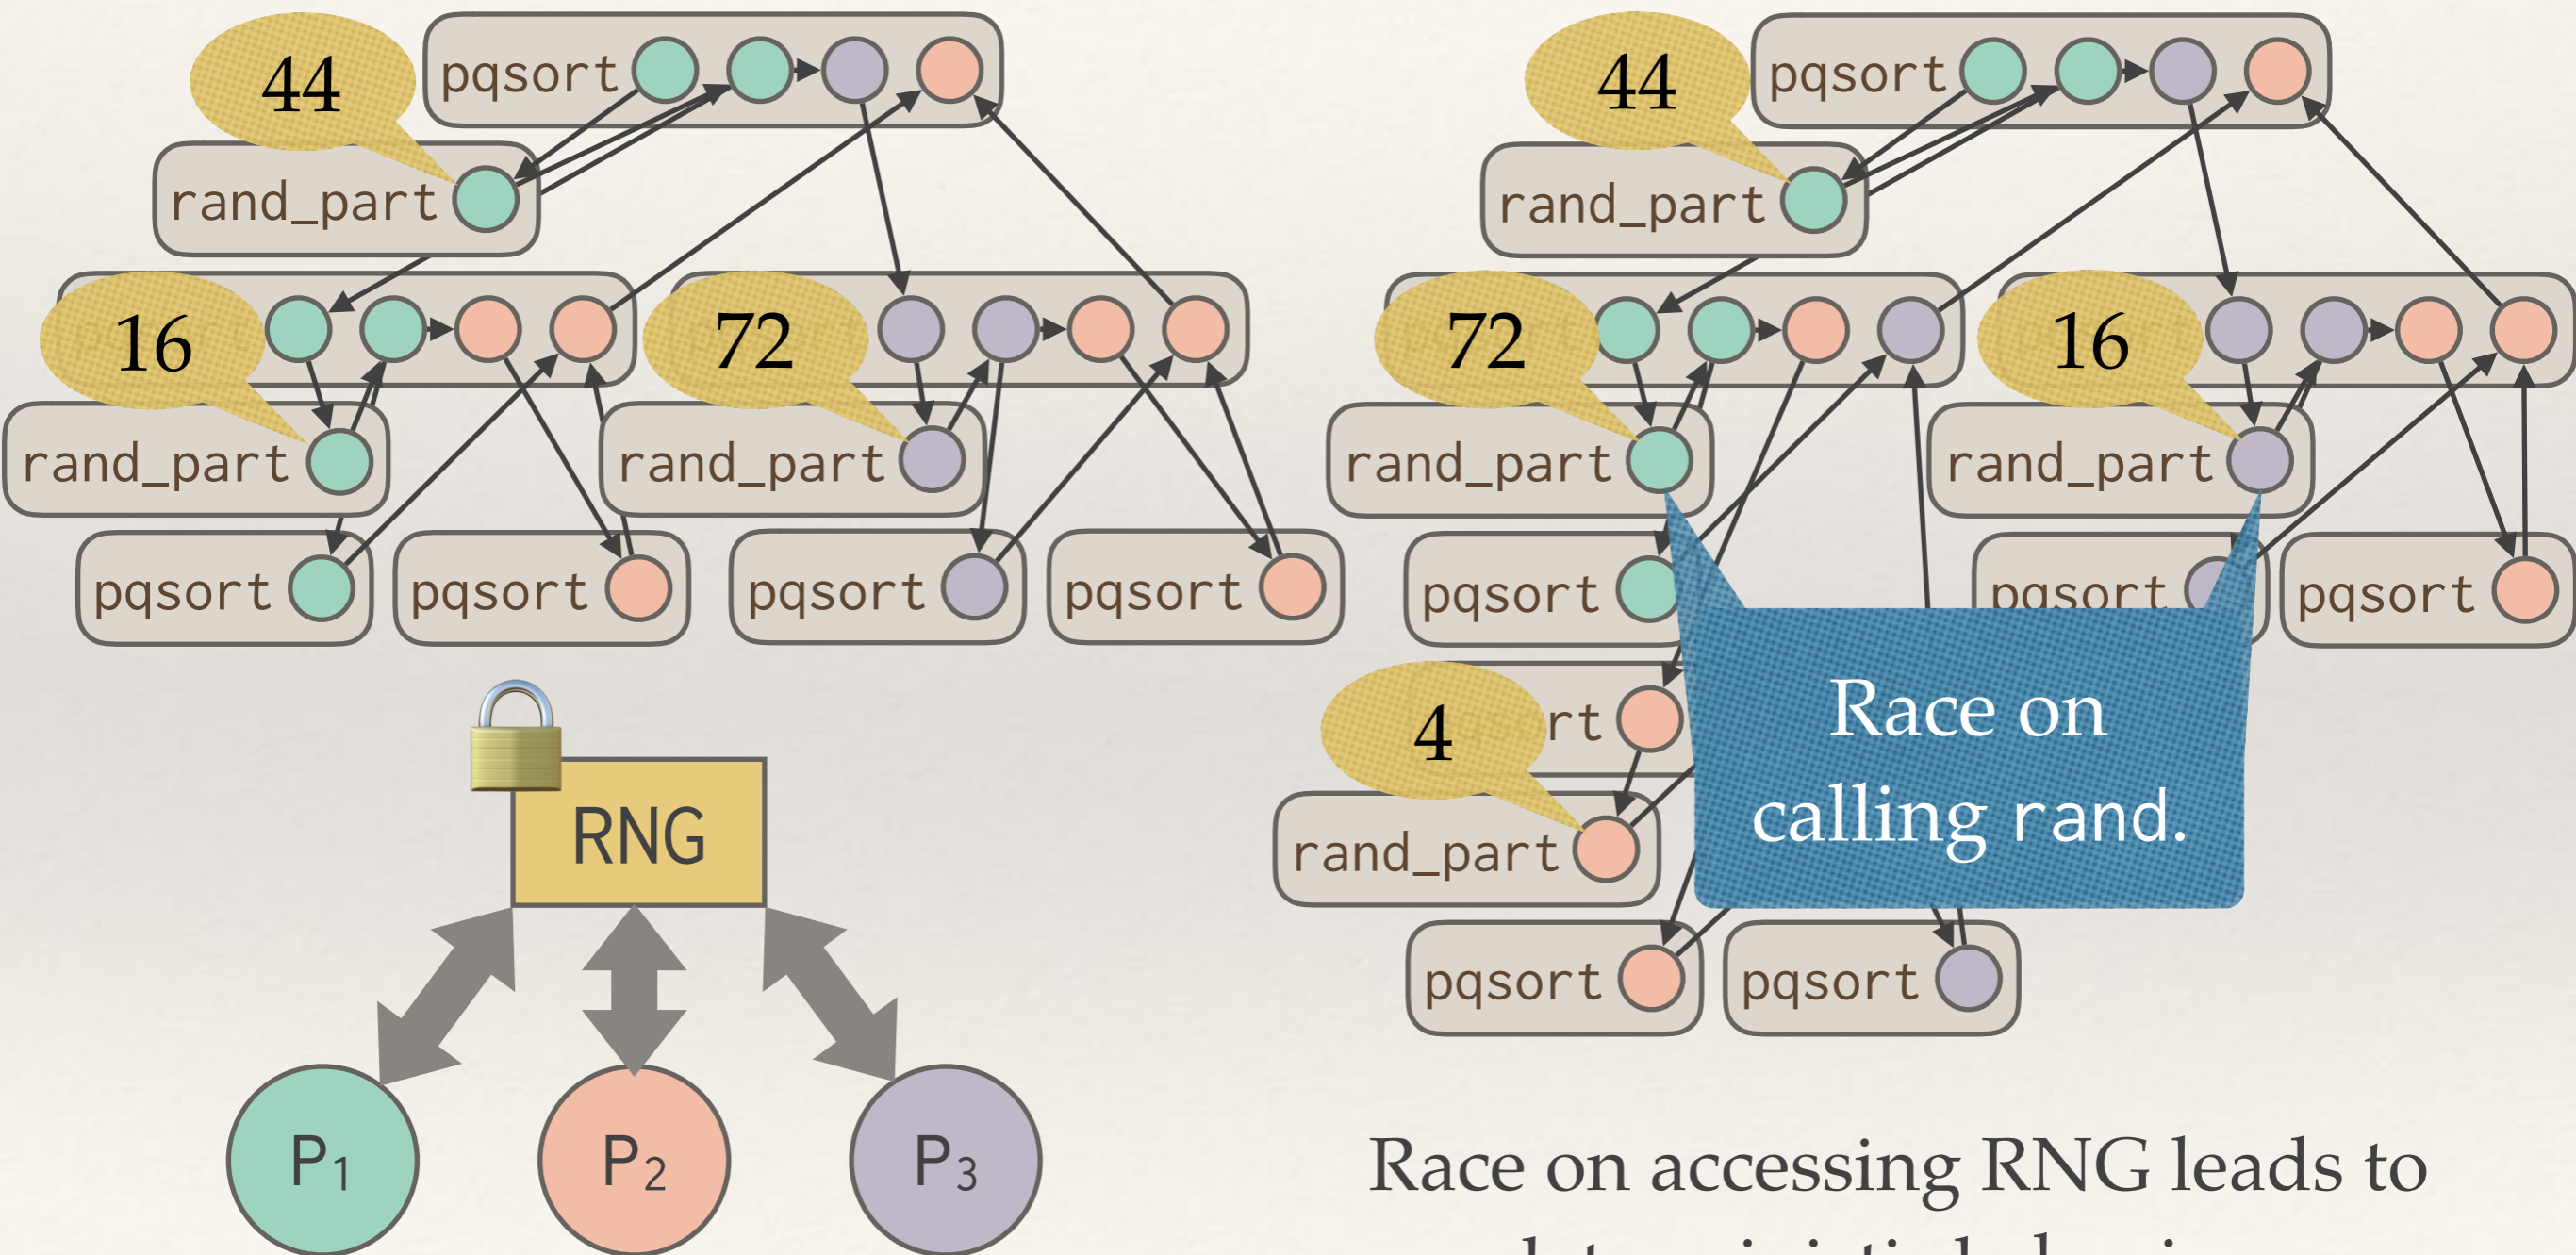 44
pqsort
rand_part
16
72
rand_part
rand_part
pqsort
pqsort
pqsort
pqsort
RNG
P1
P2
P3
44
pqsort
rand_part
72
16
rand_part
rand_part
pqsort
pqsort
pqsort
4
rand_part
pqsort
pqsort
Race on
calling rand.
Race on accessing RNG leads to